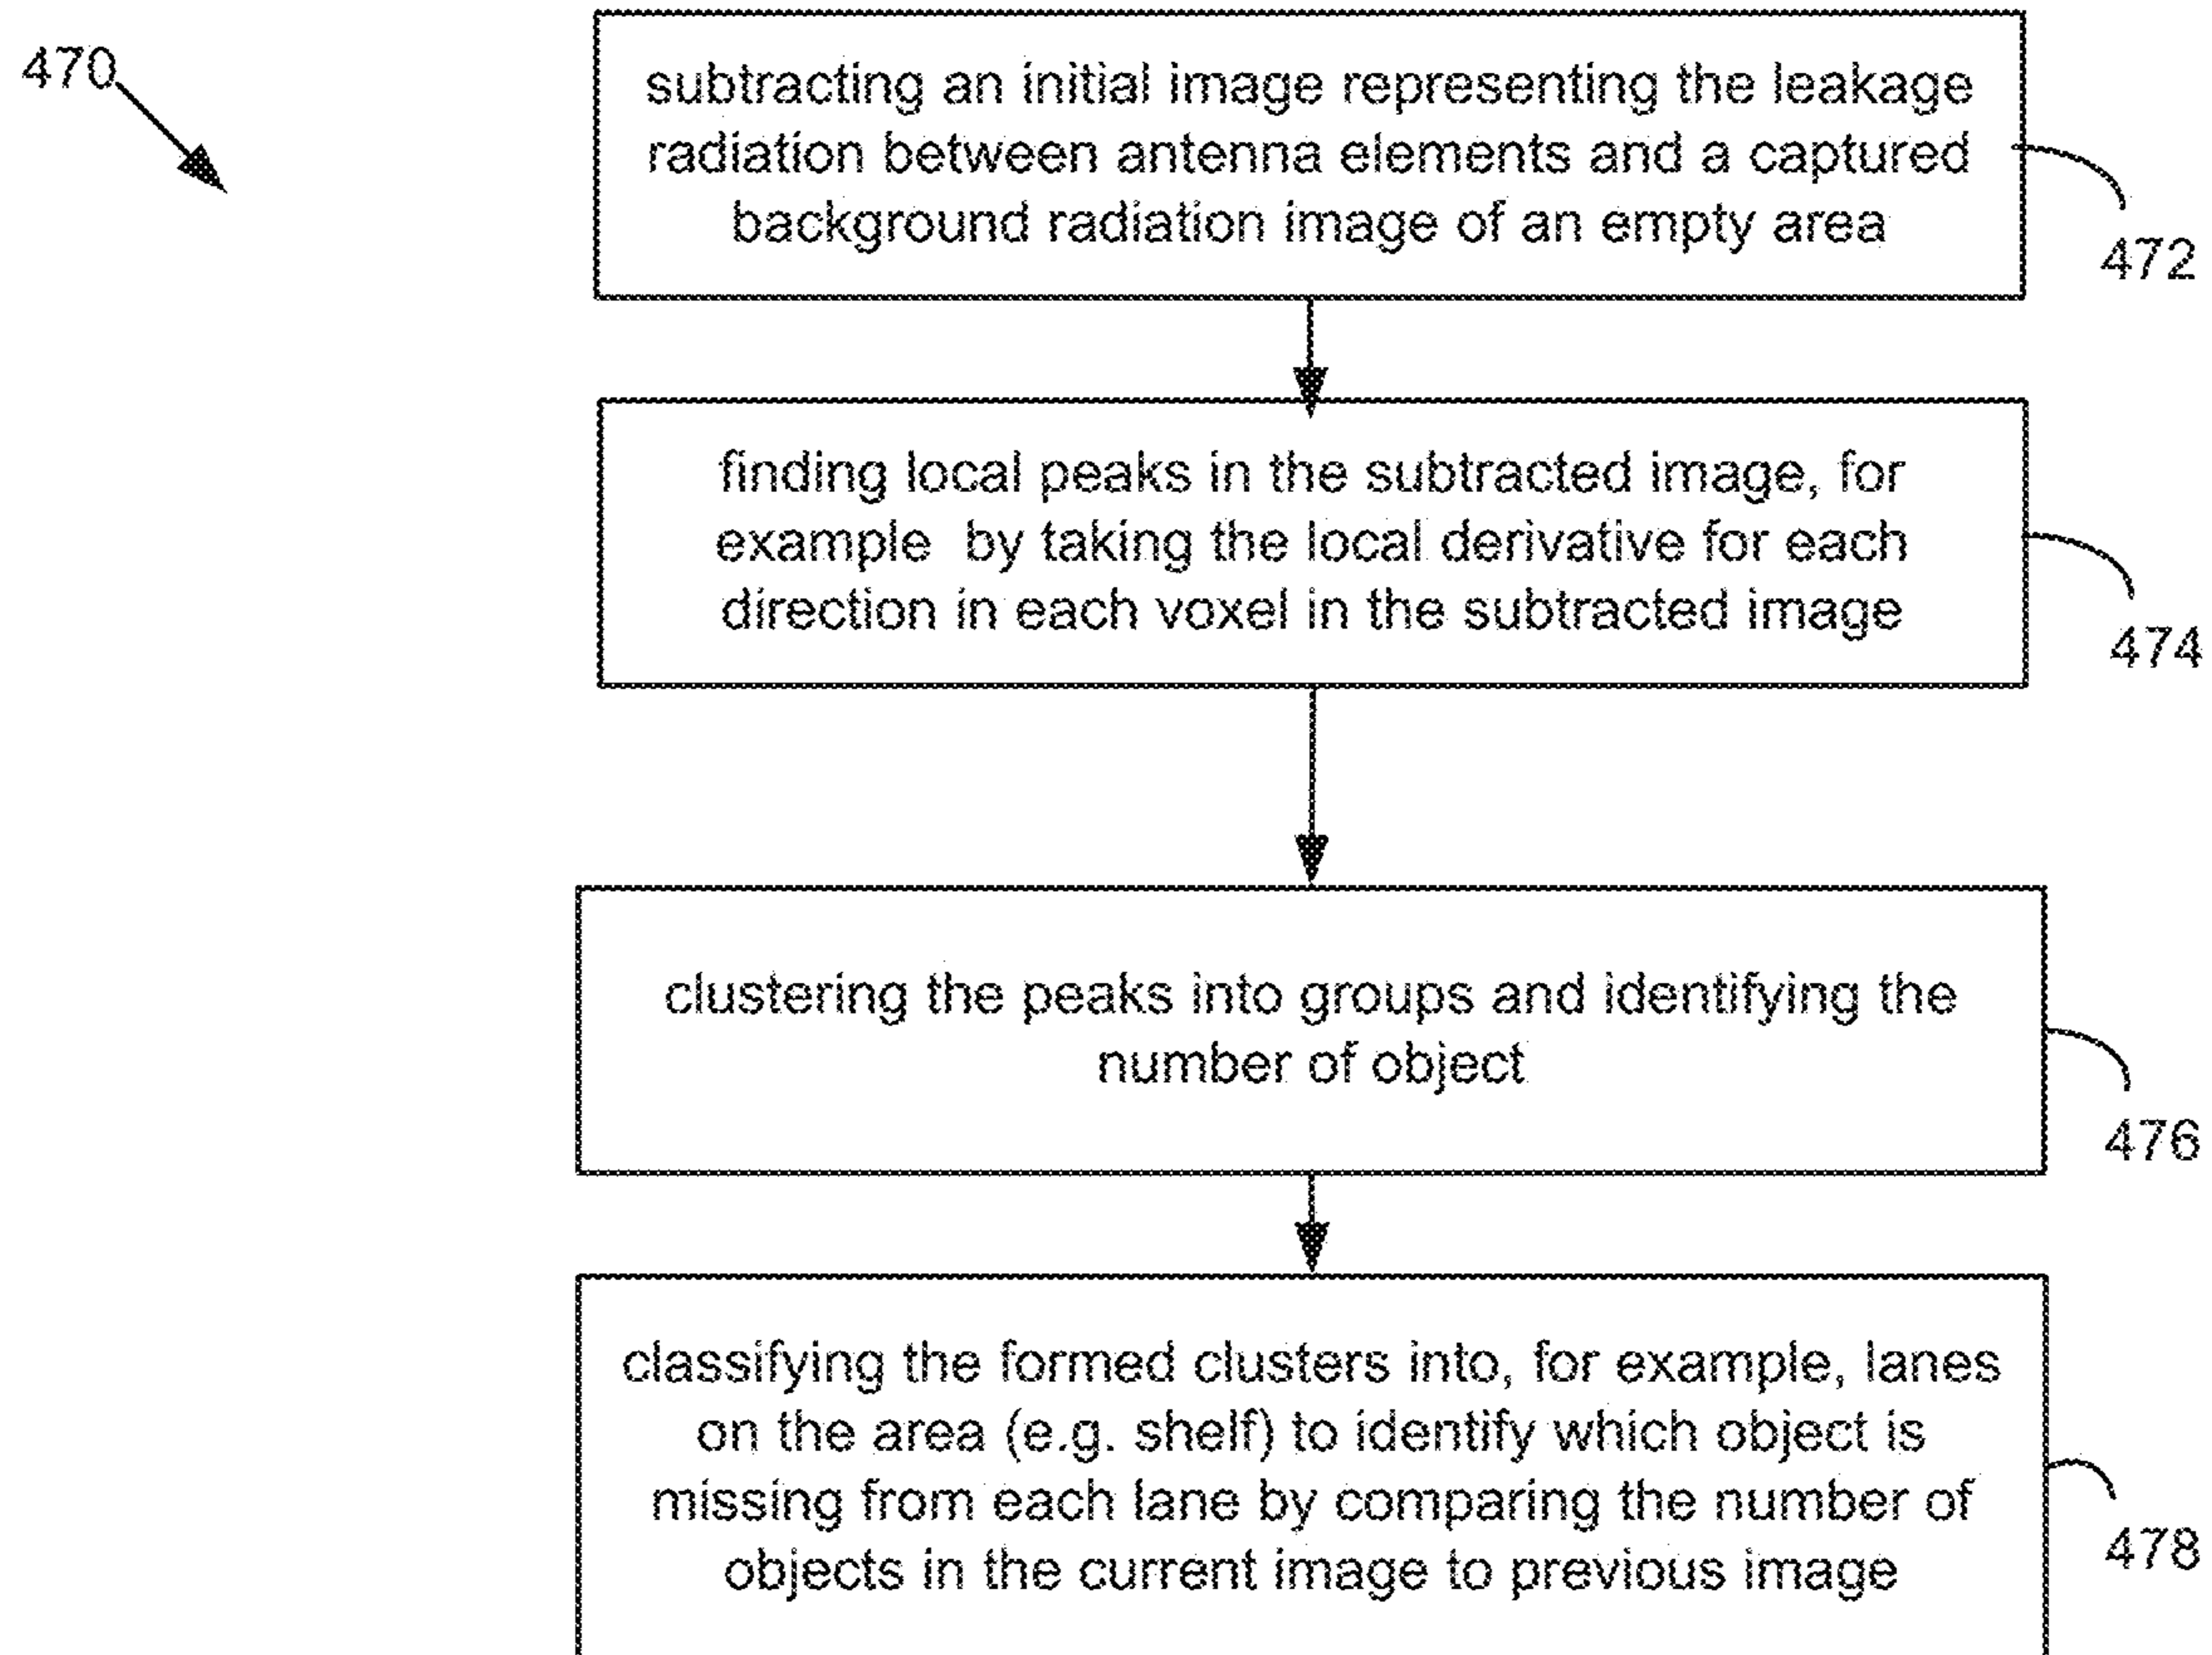 470
subtracting an initial image representing the leakage
radiation between antenna elements and a captured
background radiation image of an empty area
472
finding local peaks in the subtracted image, for
example by taking the local derivative for each
direction in each voxel in the subtracted image
474
clustering the peaks into groups and identifying the
number of object
476
classifying the formed clusters into, for example, lanes
on the area (e.g. shelf) to identify which object is
missing from each lane by comparing the number of
objects in the current image to previous image
478